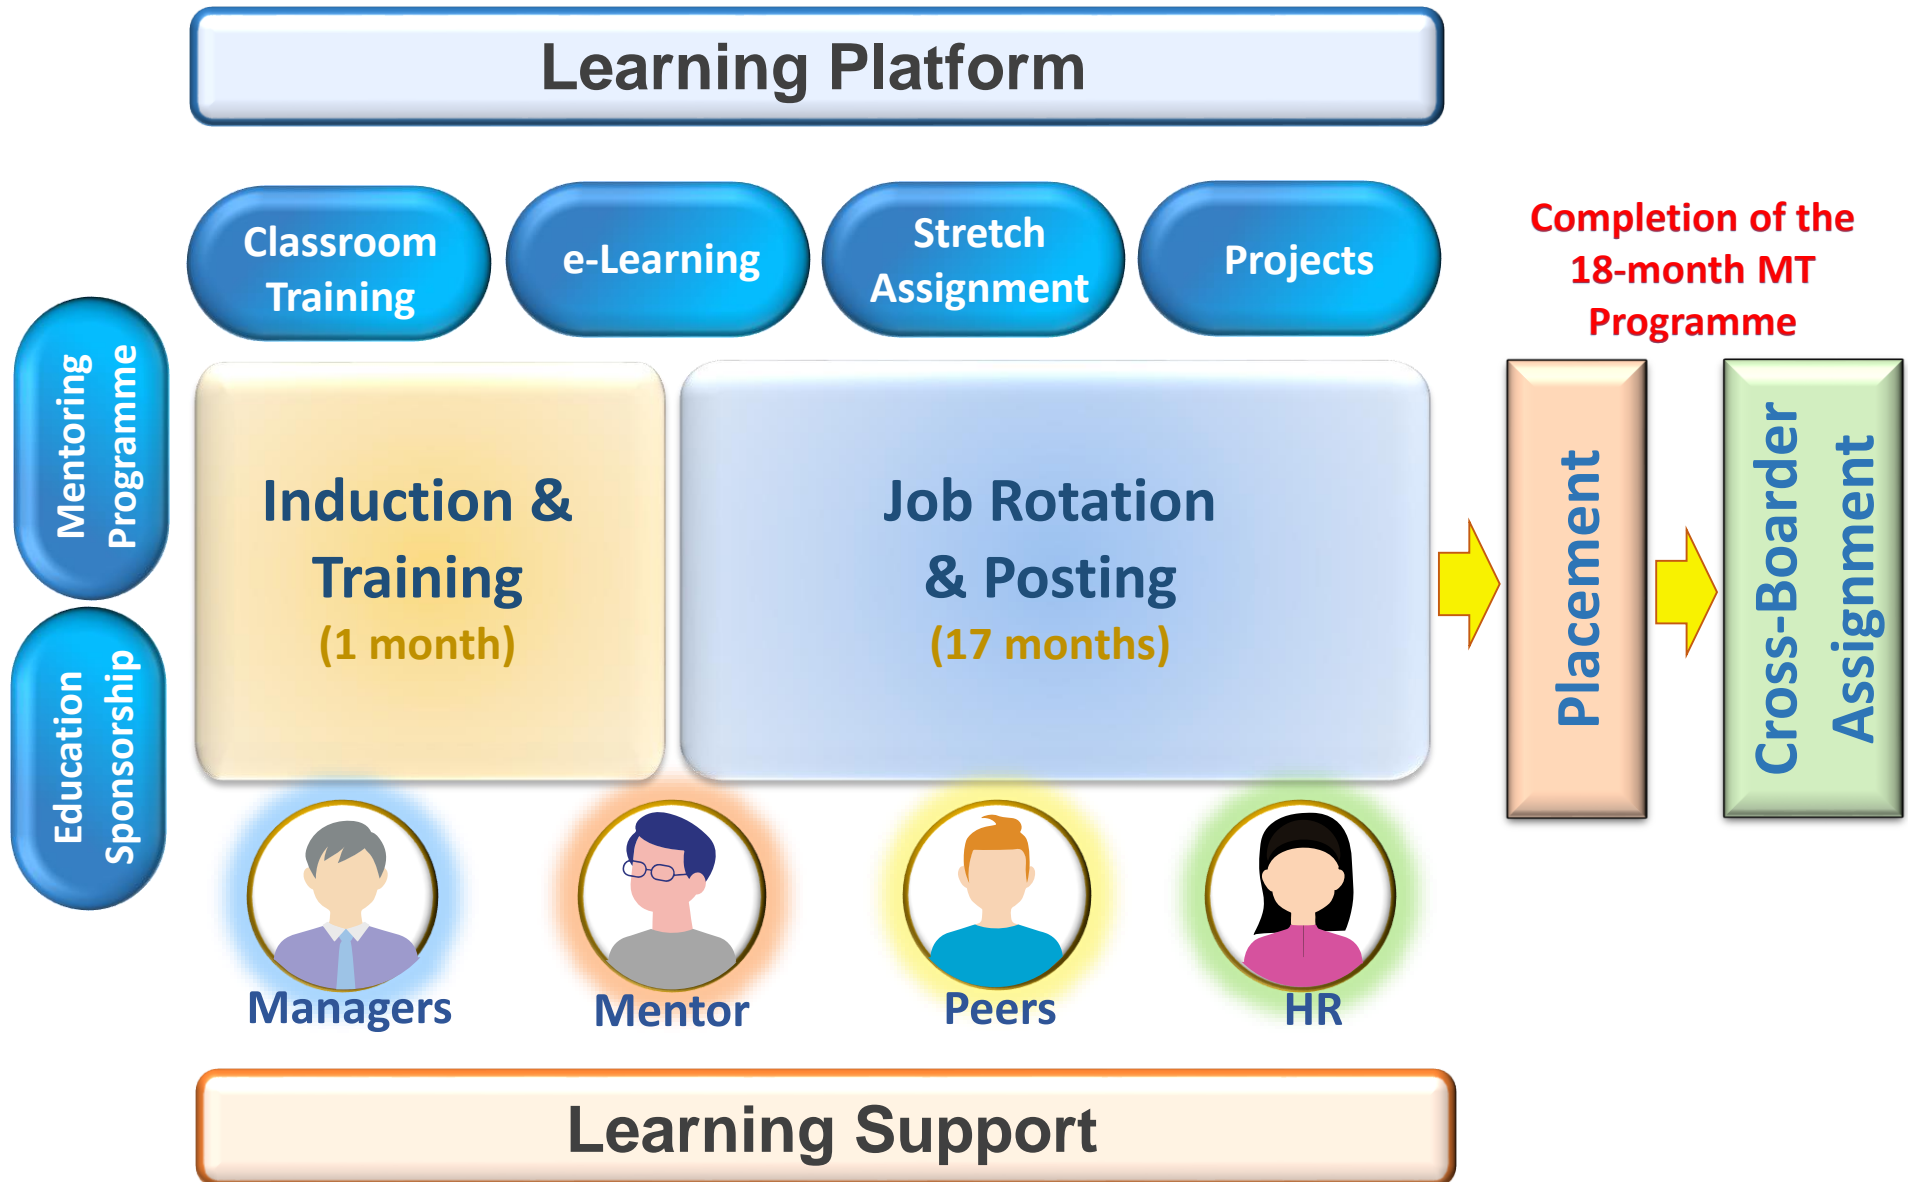 Learning Platform
Classroom
Training
e-Learning
Stretch
Assignment
Projects
Completion of the
18-month MT
Programme
Mentoring
Programme
Education
Sponsorship
Induction &
Training
(1 month)
Job Rotation
& Posting
(17 months)
Placement
Cross-Boarder
Assignment
Managers
Mentor
Peers
HR
Learning Support